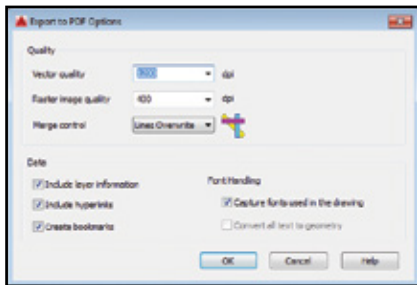 Export to PDF Options
Quality
Vector quality 1200 dpi
Raster image quality 400 dpi
Merge control Lines Overwrite
Data
Include layer information
Include hyperlinks
Create bookmarks
Font Handling
Capture fonts used in the drawing
Convert all text to geometry
OK Cancel Help